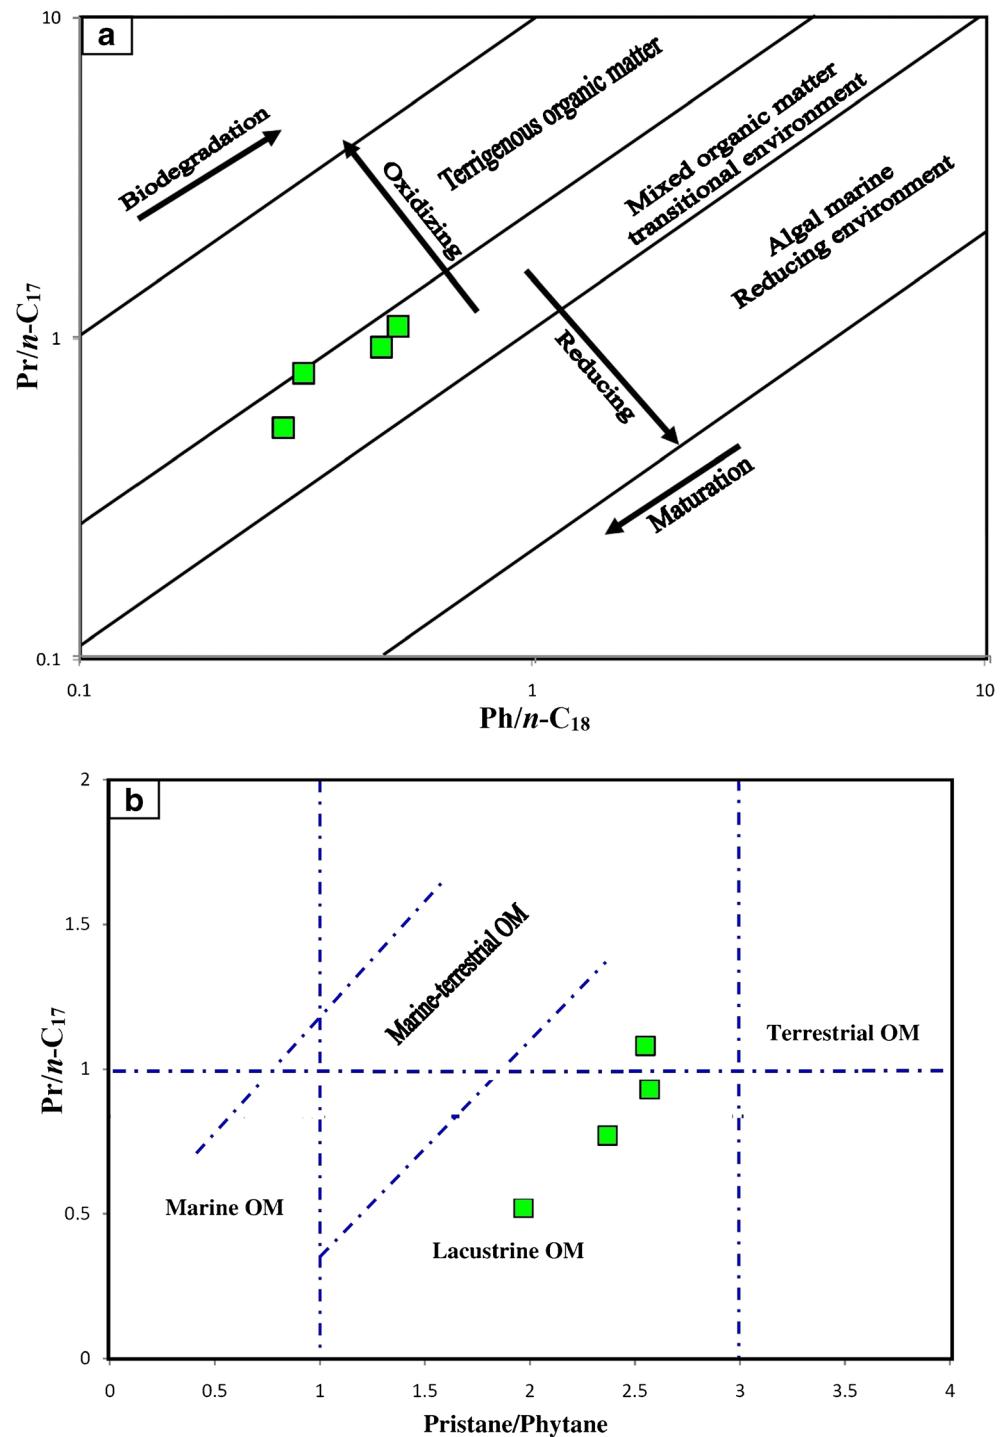 a
10
1
0.1
Pr/n-C17
Biodegradation
Oxidizing
Terrigenous organic matter
Mixed organic matter
transitional environment
Algal marine
Reducing environment
Reducing
Maturation
0.1
1
10
Ph/n-C18
b
2
1.5
1
0.5
0
Pr/n-C17
Marine-terrestrial OM
Terrestrial OM
Marine OM
Lacustrine OM
0
0.5
1
1.5
2
2.5
3
3.5
4
Pristane/Phytane